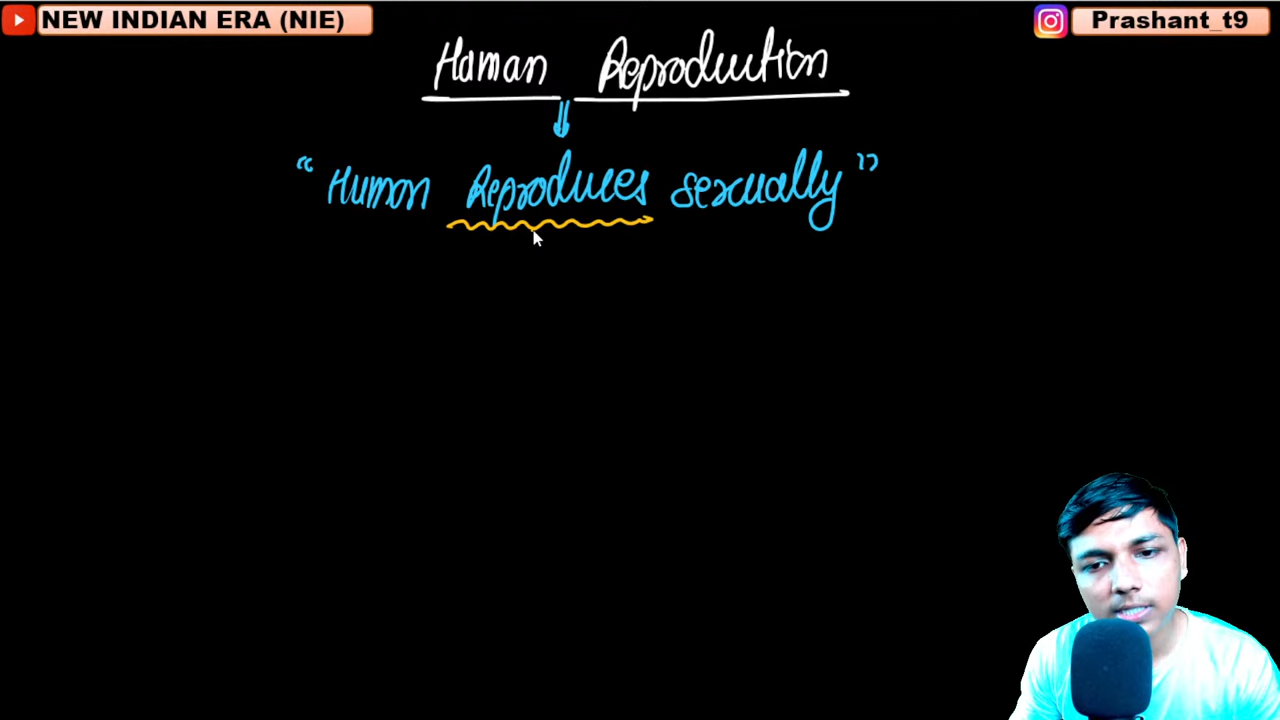 NEW INDIAN ERA (NIE) Prashant_t9
Human Reproduction
“Human Reproduces sexually”